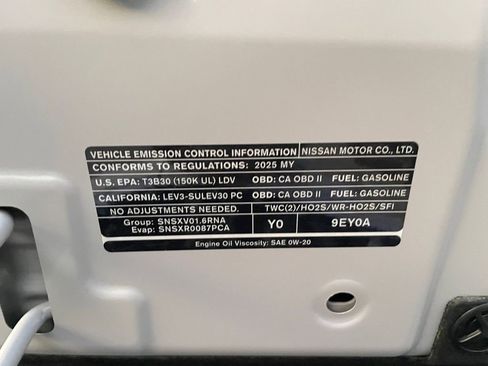 VEHICLE EMISSION CONTROL INFORMATION NISSAN MOTOR CO., LTD.
CONFORMS TO REGULATIONS: 2025 MY
U.S. EPA: T3B30 (150K UL) LDV OBD: CA OBD II FUEL: GASOLINE
CALIFORNIA: LEV3-SULEV30 PC OBD: CA OBD II FUEL: GASOLINE
NO ADJUSTMENTS NEEDED. TWC(2)/HO2S/WR-HO2S/SFI
Group: SNSXV01.6RNA
Evap: SNSXR0087PCA
Y0 9EY0A
Engine Oil Viscosity: SAE 0W-20